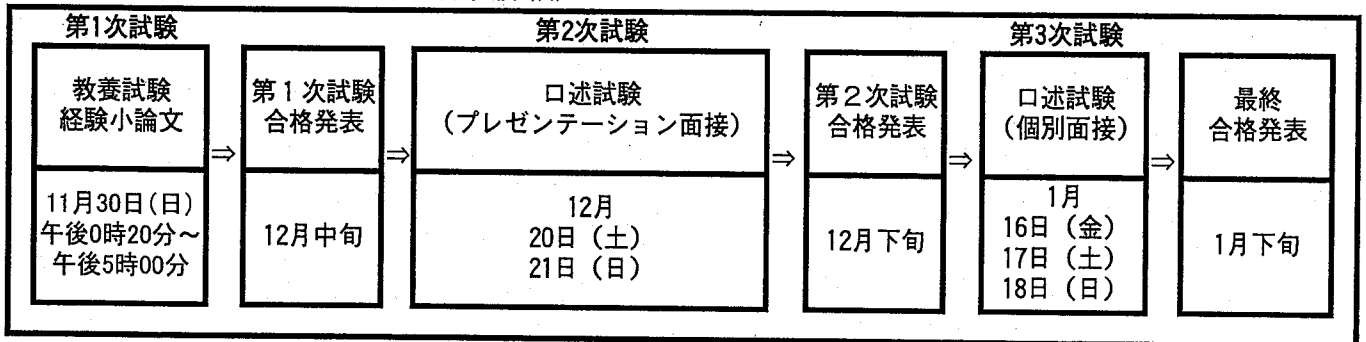 第1次試験
教養試験
経験小論文
11月30日(日)
午後0時20分～
午後5時00分
⇒
第１次試験
合格発表
12月中旬
⇒
第2次試験
口述試験
(プレゼンテーション面接)
12月
20日（土）
21日（日）
⇒
第２次試験
合格発表
12月下旬
⇒
第3次試験
口述試験
(個別面接)
1月
16日（金）
17日（土）
18日（日）
⇒
最終
合格発表
1月下旬